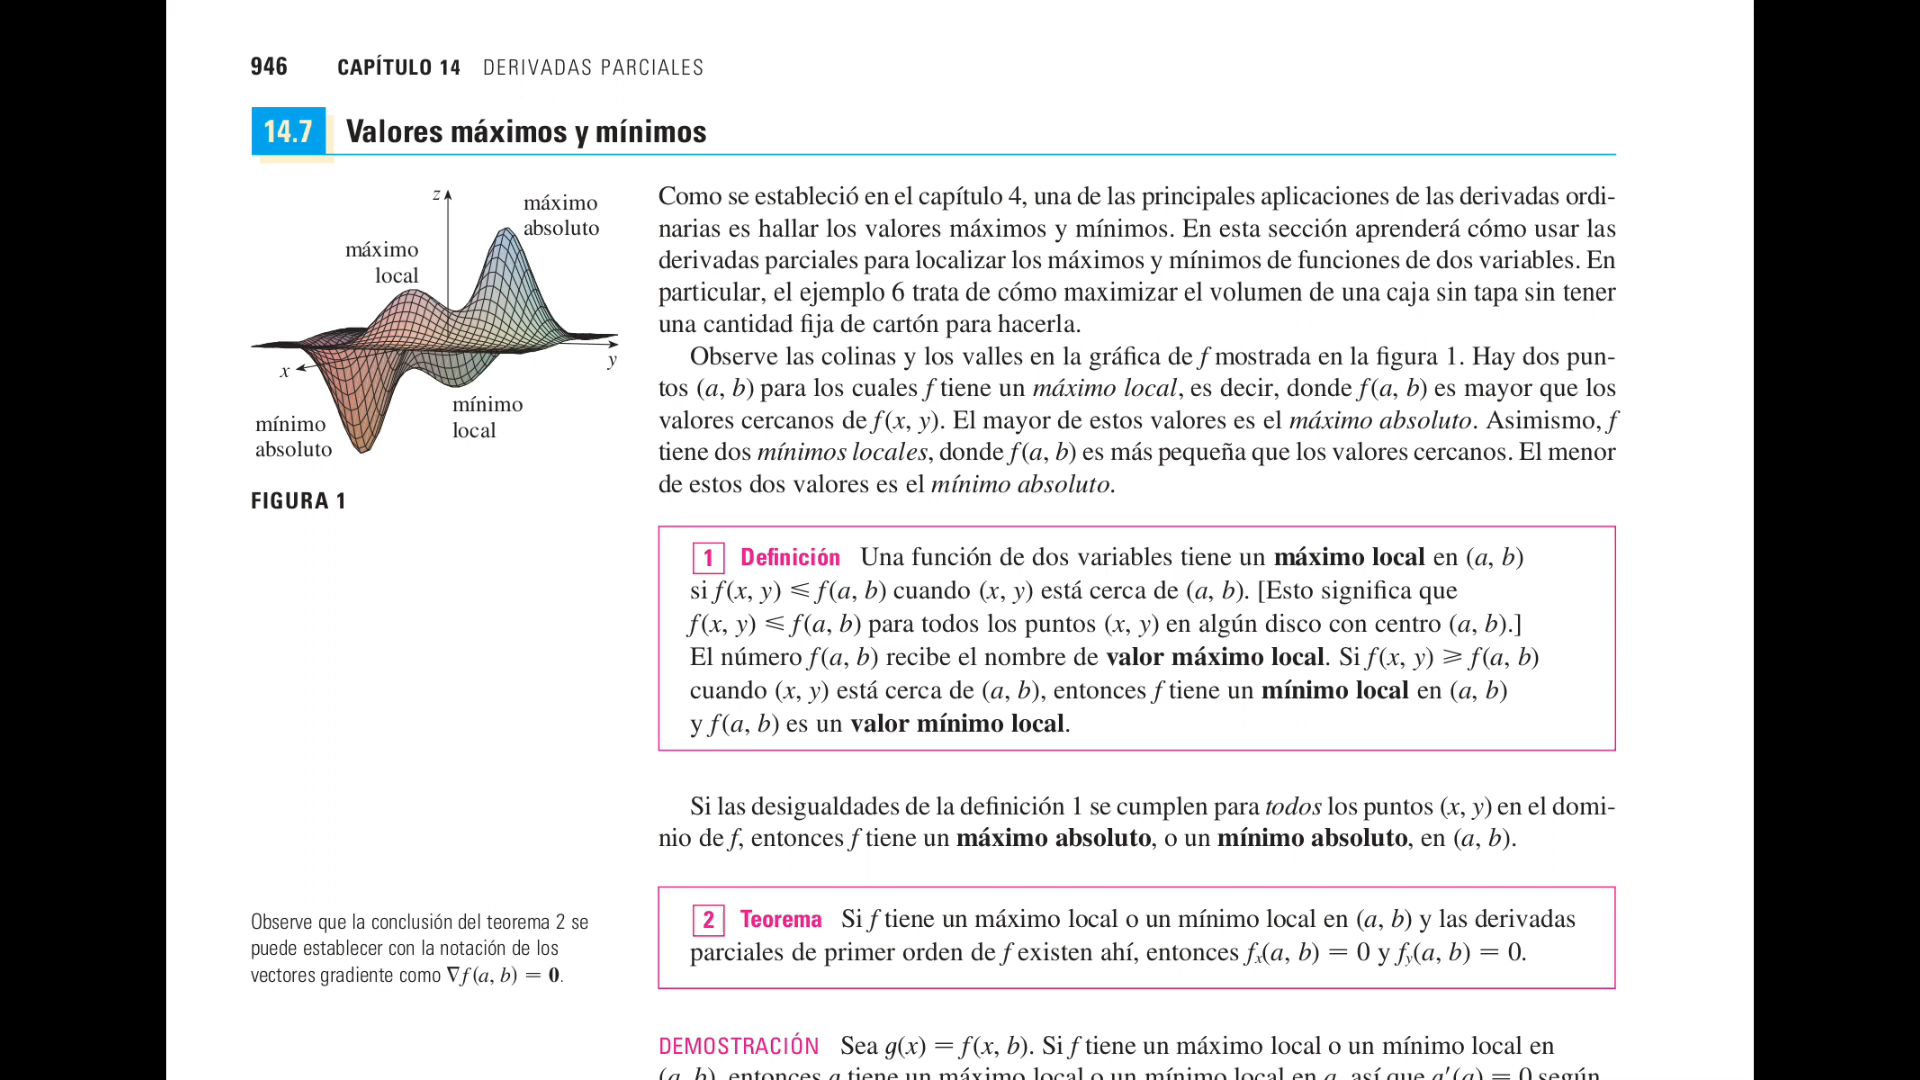 946 CAPÍTULO 14 DERIVADAS PARCIALES
14.7 Valores máximos y mínimos
z
máximo
absoluto
máximo
local
x
y
mínimo
absoluto
mínimo
local
FIGURA 1
Como se estableció en el capítulo 4, una de las principales aplicaciones de las derivadas ordi-
narias es hallar los valores máximos y mínimos. En esta sección aprenderá cómo usar las
derivadas parciales para localizar los máximos y mínimos de funciones de dos variables. En
particular, el ejemplo 6 trata de cómo maximizar el volumen de una caja sin tapa sin tener
una cantidad fija de cartón para hacerla.
Observe las colinas y los valles en la gráfica de f mostrada en la figura 1. Hay dos pun-
tos (a, b) para los cuales f tiene un máximo local, es decir, donde f(a, b) es mayor que los
valores cercanos de f(x, y). El mayor de estos valores es el máximo absoluto. Asimismo, f
tiene dos mínimos locales, donde f(a, b) es más pequeña que los valores cercanos. El menor
de estos dos valores es el mínimo absoluto.
1 Definición Una función de dos variables tiene un máximo local en (a, b)
si f(x, y) ≤ f(a, b) cuando (x, y) está cerca de (a, b). [Esto significa que
f(x, y) ≤ f(a, b) para todos los puntos (x, y) en algún disco con centro (a, b).]
El número f(a, b) recibe el nombre de valor máximo local. Si f(x, y) ≥ f(a, b)
cuando (x, y) está cerca de (a, b), entonces f tiene un mínimo local en (a, b)
y f(a, b) es un valor mínimo local.
Si las desigualdades de la definición 1 se cumplen para todos los puntos (x, y) en el domi-
nio de f, entonces f tiene un máximo absoluto, o un mínimo absoluto, en (a, b).
Observe que la conclusión del teorema 2 se
puede establecer con la notación de los
vectores gradiente como ∇f(a, b) = 0.
2 Teorema Si f tiene un máximo local o un mínimo local en (a, b) y las derivadas
parciales de primer orden de f existen ahí, entonces fx(a, b) = 0 y fy(a, b) = 0.
DEMOSTRACIÓN Sea g(x) = f(x, b). Si f tiene un máximo local o un mínimo local en
(a, b), entonces g tiene un máximo local o un mínimo local en a, así que g′(a) = 0 según